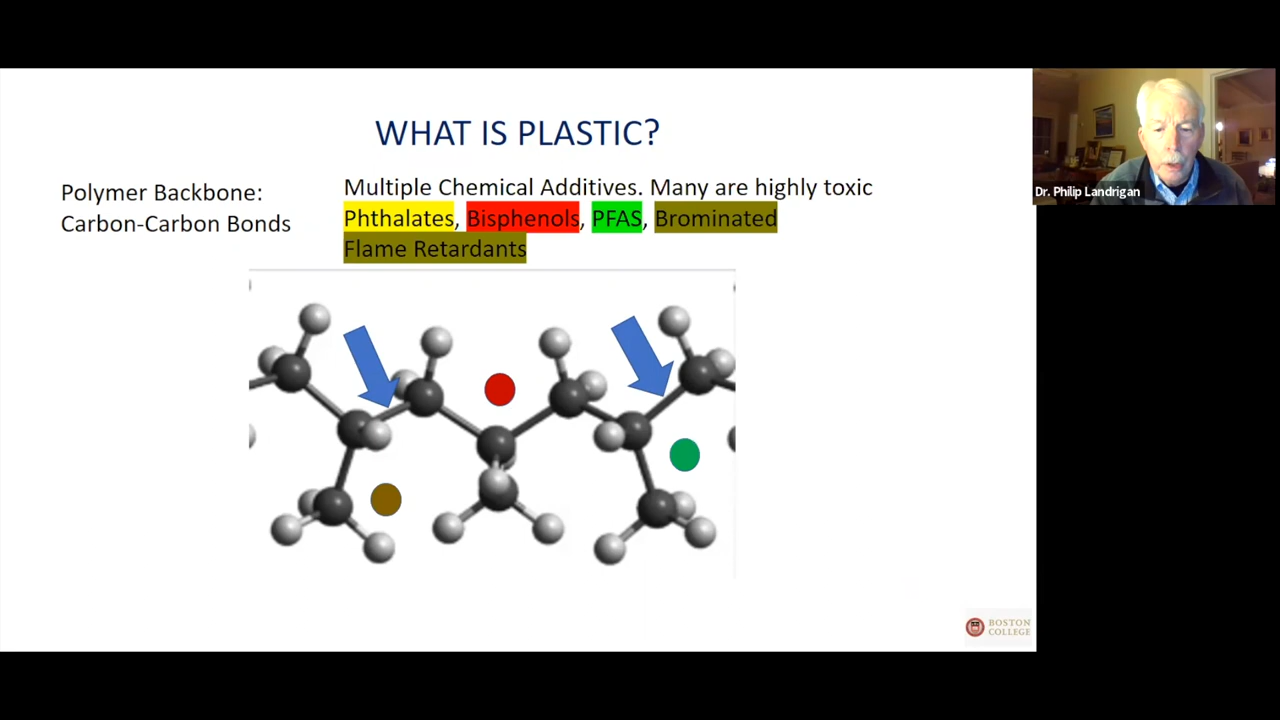 WHAT IS PLASTIC?
Polymer Backbone:
Carbon-Carbon Bonds
Multiple Chemical Additives. Many are highly toxic
Phthalates, Bisphenols, PFAS, Brominated
Flame Retardants
Dr. Philip Landrigan
BOSTON
COLLEGE